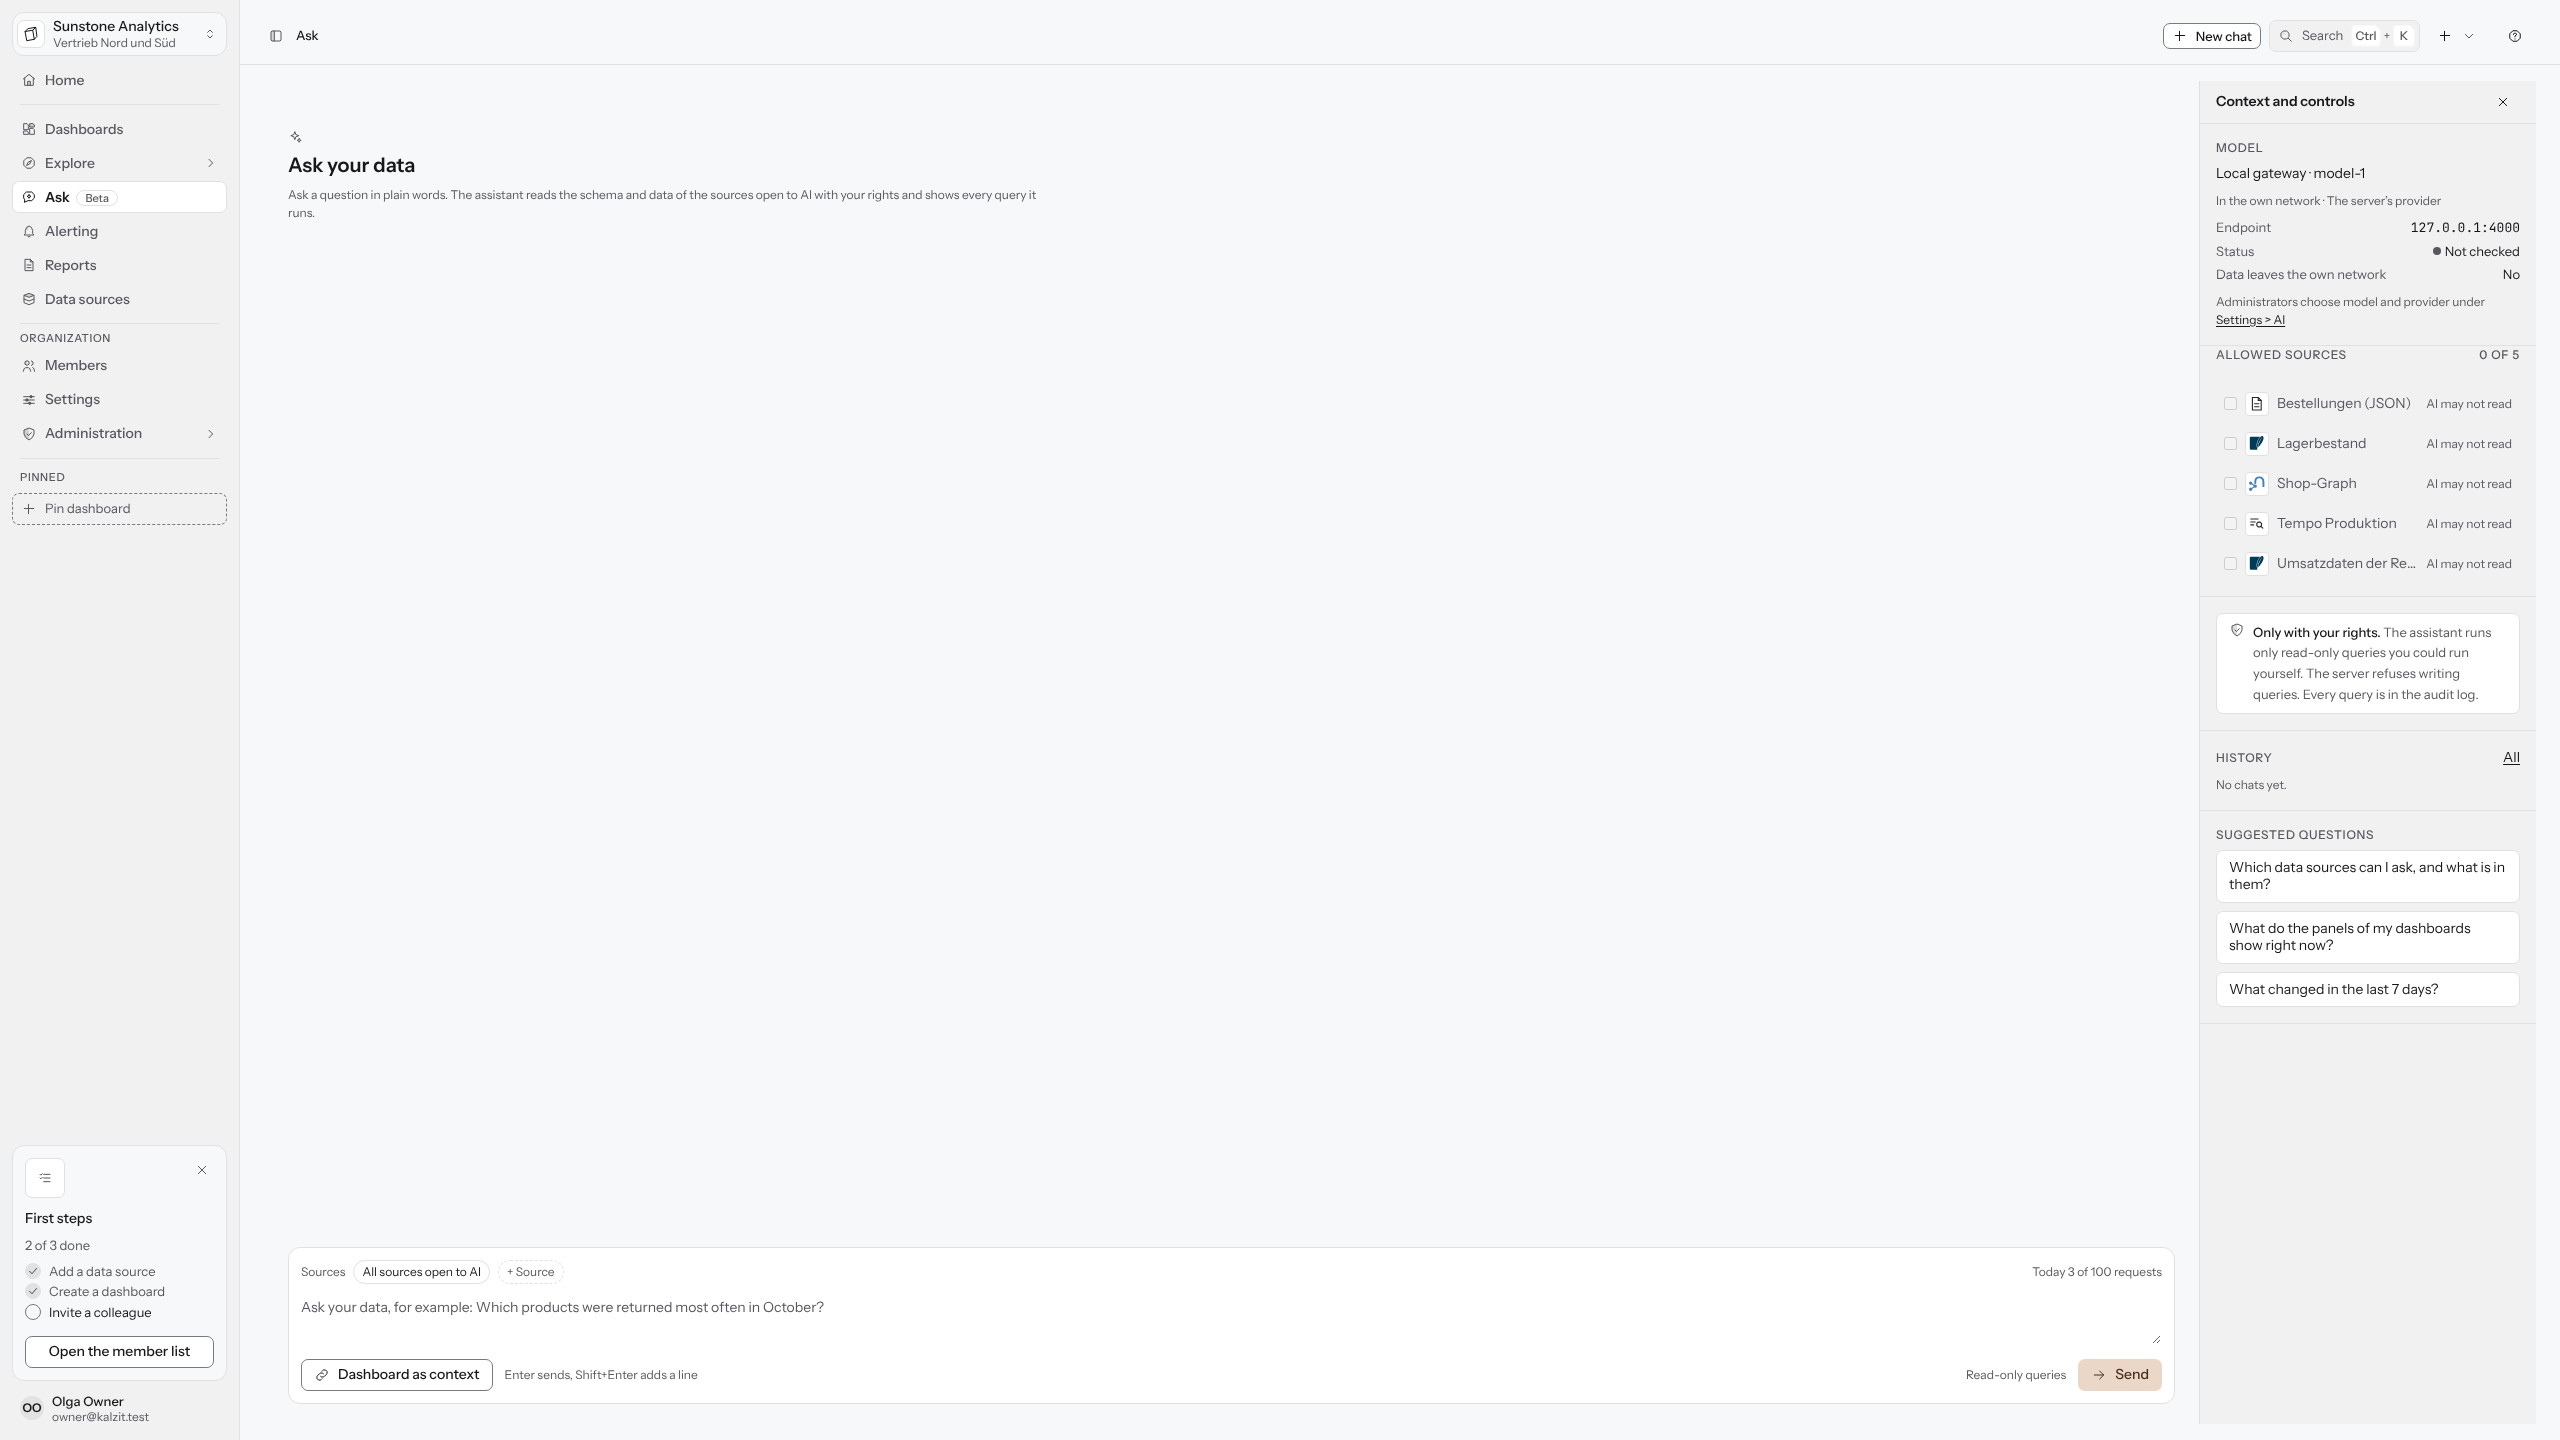 Sunstone Analytics
Vertrieb Nord und Süd
Home
Dashboards
Explore
Ask Beta
Alerting
Reports
Data sources
ORGANIZATION
Members
Settings
Administration
PINNED
Pin dashboard
First steps
2 of 3 done
Add a data source
Create a dashboard
Invite a colleague
Open the member list
OO
Olga Owner
owner@kalzit.test
Ask
New chat
Search Ctrl + K
Ask your data
Ask a question in plain words. The assistant reads the schema and data of the sources open to AI with your rights and shows every query it
runs.
Sources All sources open to AI + Source
Today 3 of 100 requests
Ask your data, for example: Which products were returned most often in October?
Dashboard as context Enter sends, Shift+Enter adds a line
Read-only queries Send
Context and controls
MODEL
Local gateway · model-1
In the own network · The server's provider
Endpoint 127.0.0.1:4000
Status Not checked
Data leaves the own network No
Administrators choose model and provider under
Settings > AI
ALLOWED SOURCES 0 OF 5
Bestellungen (JSON) AI may not read
Lagerbestand AI may not read
Shop-Graph AI may not read
Tempo Produktion AI may not read
Umsatzdaten der Re... AI may not read
Only with your rights. The assistant runs
only read-only queries you could run
yourself. The server refuses writing
queries. Every query is in the audit log.
HISTORY All
No chats yet.
SUGGESTED QUESTIONS
Which data sources can I ask, and what is in
them?
What do the panels of my dashboards
show right now?
What changed in the last 7 days?